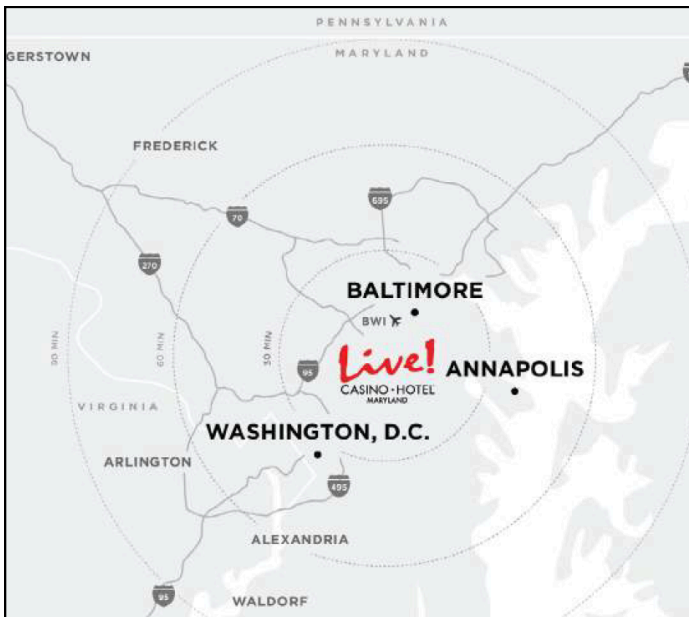 PENNSYLVANIA
MARYLAND
GERSTOWN
FREDERICK
695
70
270
BALTIMORE
BWI
90 MIN
60 MIN
30 MIN
Live!
CASINO • HOTEL
MARYLAND
95
ANNAPOLIS
VIRGINIA
WASHINGTON, D.C.
ARLINGTON
495
ALEXANDRIA
95
WALDORF